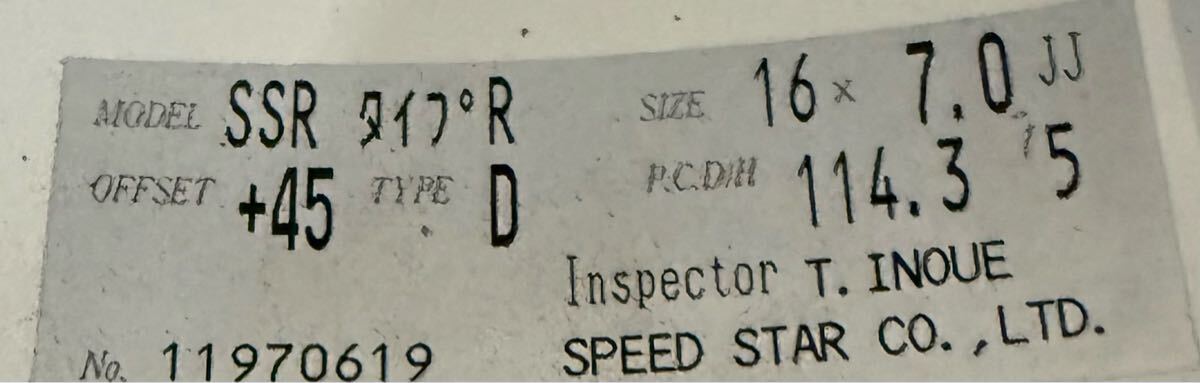 MODEL SSR タイプR SIZE 16 x 7.0 JJ
OFFSET +45 TYPE D P.C.D/H 114.3 / 5
Inspector T. INOUE
No. 11970619 SPEED STAR CO.,LTD.